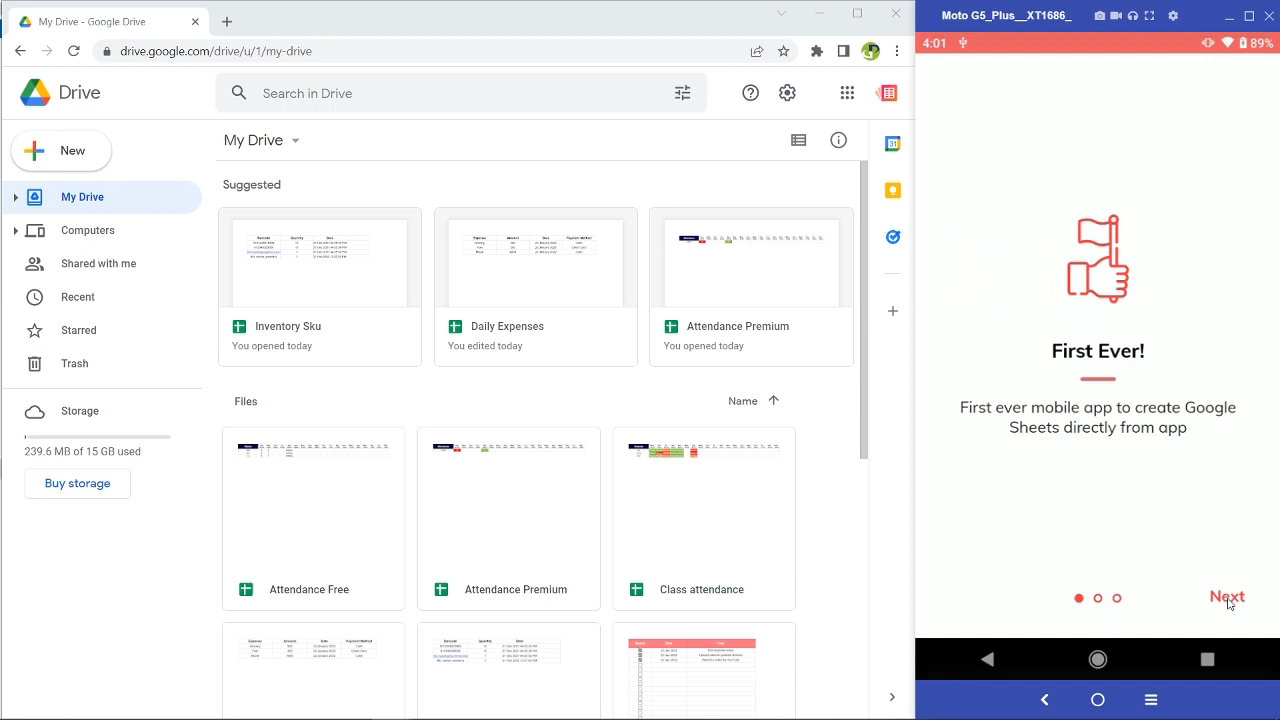 My Drive - Google Drive
drive.google.com/drive/u/1/my-drive
Drive
Search in Drive
New
My Drive
Computers
Shared with me
Recent
Starred
Trash
Storage
239.6 MB of 15 GB used
Buy storage
My Drive
Suggested
Inventory Sku
You opened today
Daily Expenses
You edited today
Attendance Premium
You opened today
Files
Name
Attendance Free
Attendance Premium
Class attendance
31
Moto G5_Plus__XT1686_
4:01
89%
First Ever!
First ever mobile app to create Google
Sheets directly from app
Next